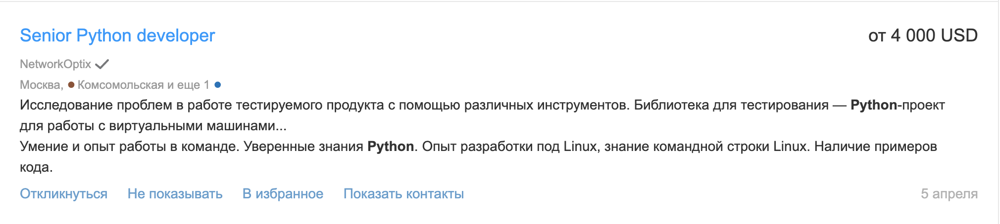 Senior Python developer
от 4 000 USD
NetworkOptix
Москва, Комсомольская и еще 1
Исследование проблем в работе тестируемого продукта с помощью различных инструментов. Библиотека для тестирования — Python-проект
для работы с виртуальными машинами...
Умение и опыт работы в команде. Уверенные знания Python. Опыт разработки под Linux, знание командной строки Linux. Наличие примеров
кода.
Откликнуться Не показывать В избранное Показать контакты
5 апреля